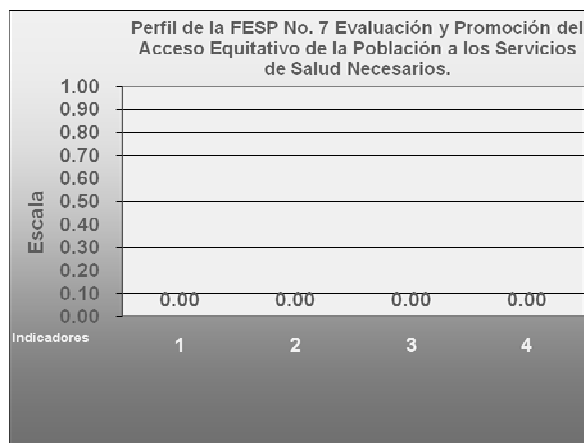 Perfil de la FESP No. 7 Evaluación y Promoción del
Acceso Equitativo de la Población a los Servicios
de Salud Necesarios.
Escala
1.00
0.90
0.80
0.70
0.60
0.50
0.40
0.30
0.20
0.10
0.00
0.00 0.00 0.00 0.00
Indicadores
1 2 3 4